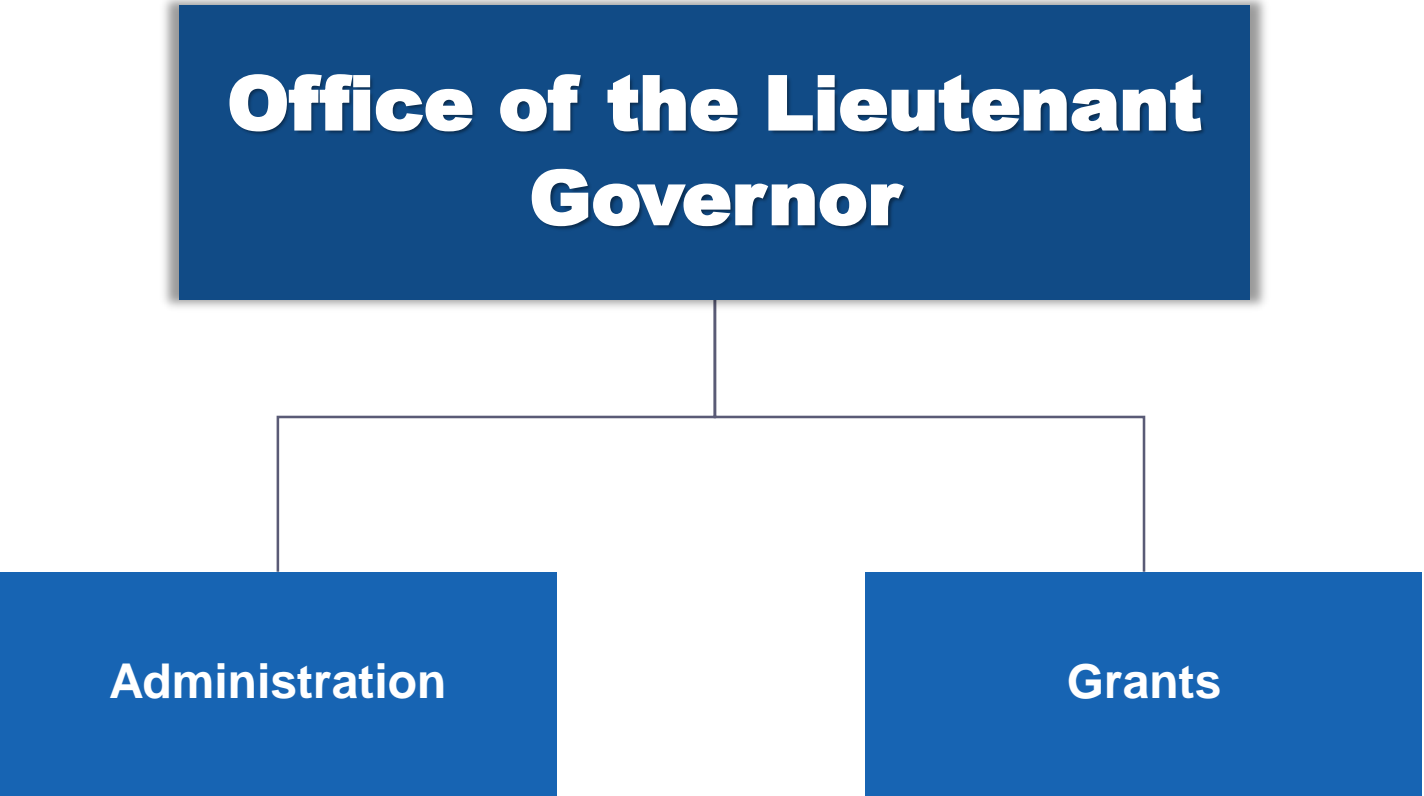 Office of the Lieutenant
Governor
Administration
Grants